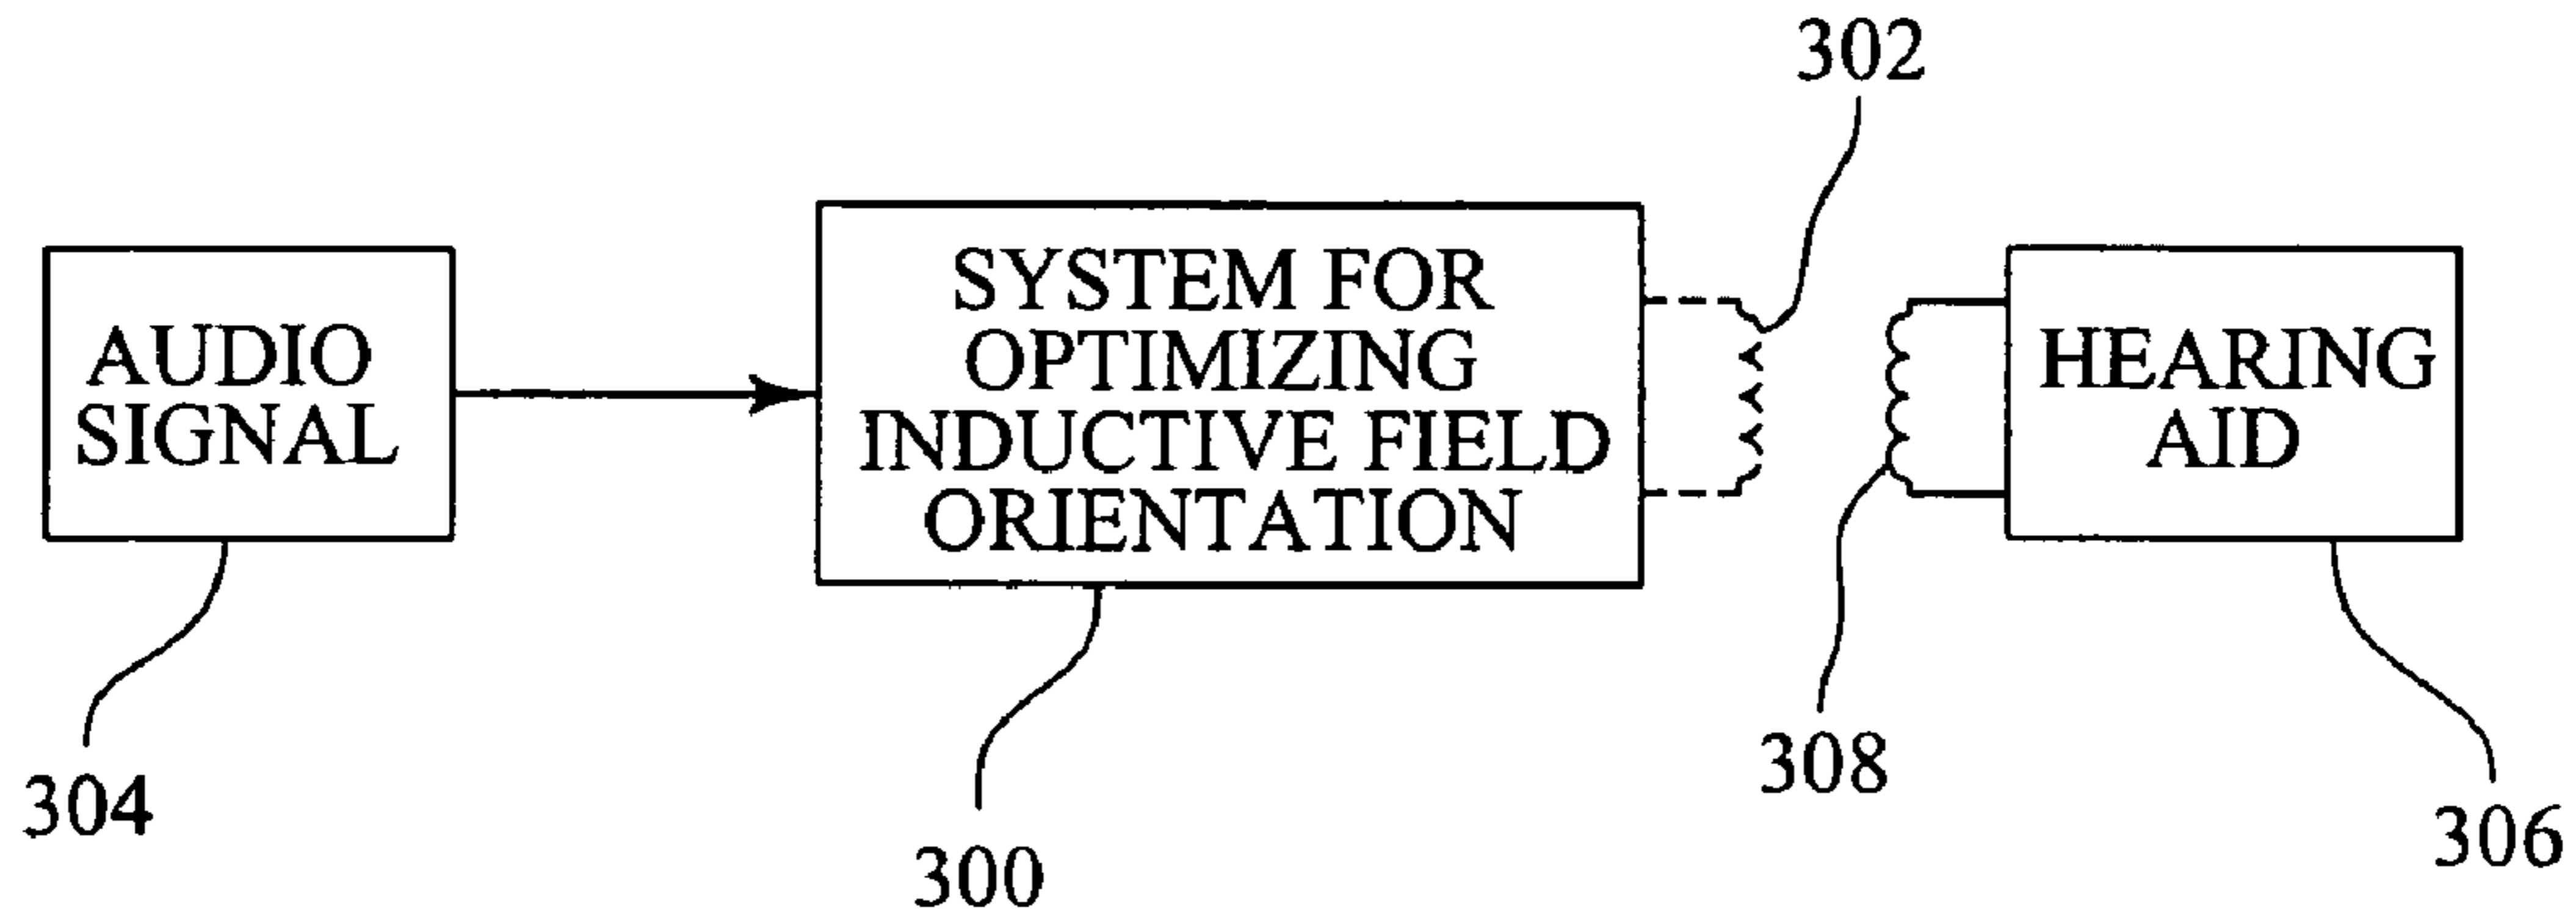 302
AUDIO
SIGNAL
SYSTEM FOR
OPTIMIZING
INDUCTIVE FIELD
ORIENTATION
HEARING
AID
304
300
308
306